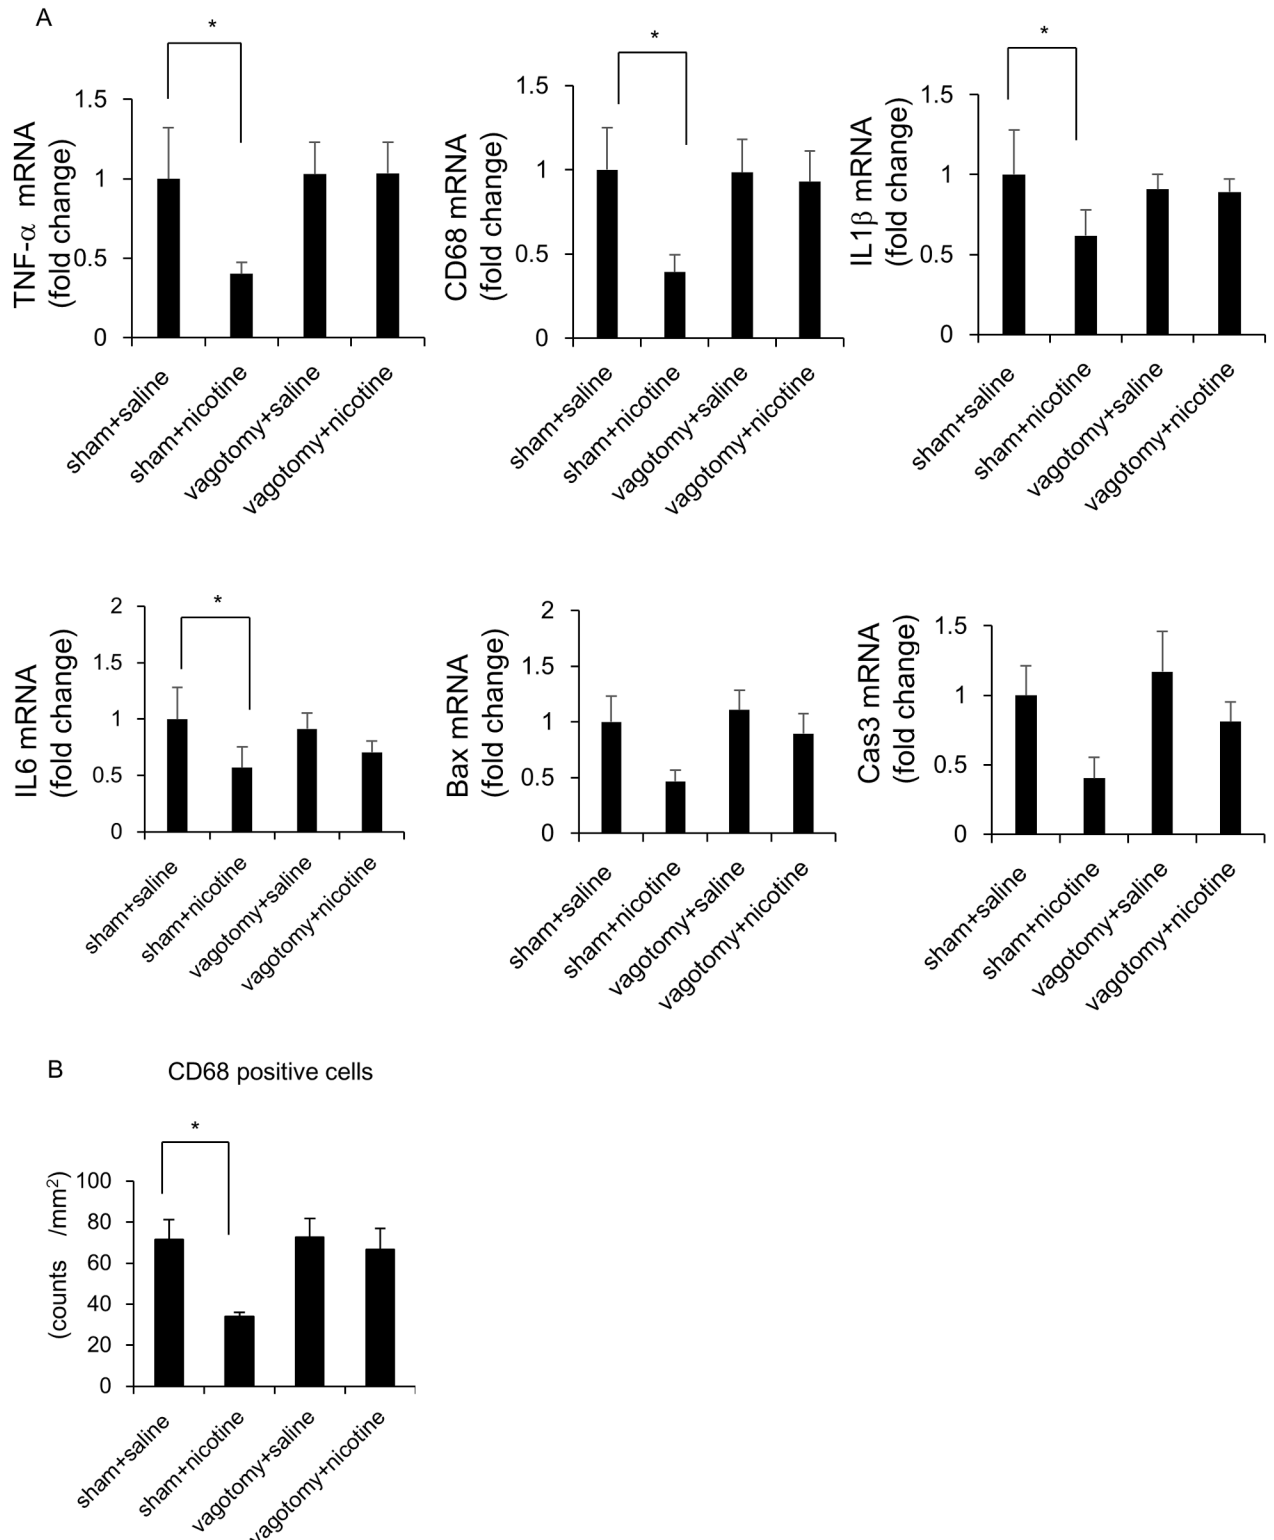 A
*
TNF-α mRNA
(fold change)
1.5
1
0.5
0
sham+saline
sham+nicotine
vagotomy+saline
vagotomy+nicotine
*
CD68 mRNA
(fold change)
1.5
1
0.5
0
sham+saline
sham+nicotine
vagotomy+saline
vagotomy+nicotine
*
IL1β mRNA
(fold change)
1.5
1
0.5
0
sham+saline
sham+nicotine
vagotomy+saline
vagotomy+nicotine
*
IL6 mRNA
(fold change)
2
1.5
1
0.5
0
sham+saline
sham+nicotine
vagotomy+saline
vagotomy+nicotine
Bax mRNA
(fold change)
2
1.5
1
0.5
0
sham+saline
sham+nicotine
vagotomy+saline
vagotomy+nicotine
Cas3 mRNA
(fold change)
1.5
1
0.5
0
sham+saline
sham+nicotine
vagotomy+saline
vagotomy+nicotine
B
CD68 positive cells
*
(counts /mm²)
100
80
60
40
20
0
sham+saline
sham+nicotine
vagotomy+saline
vagotomy+nicotine